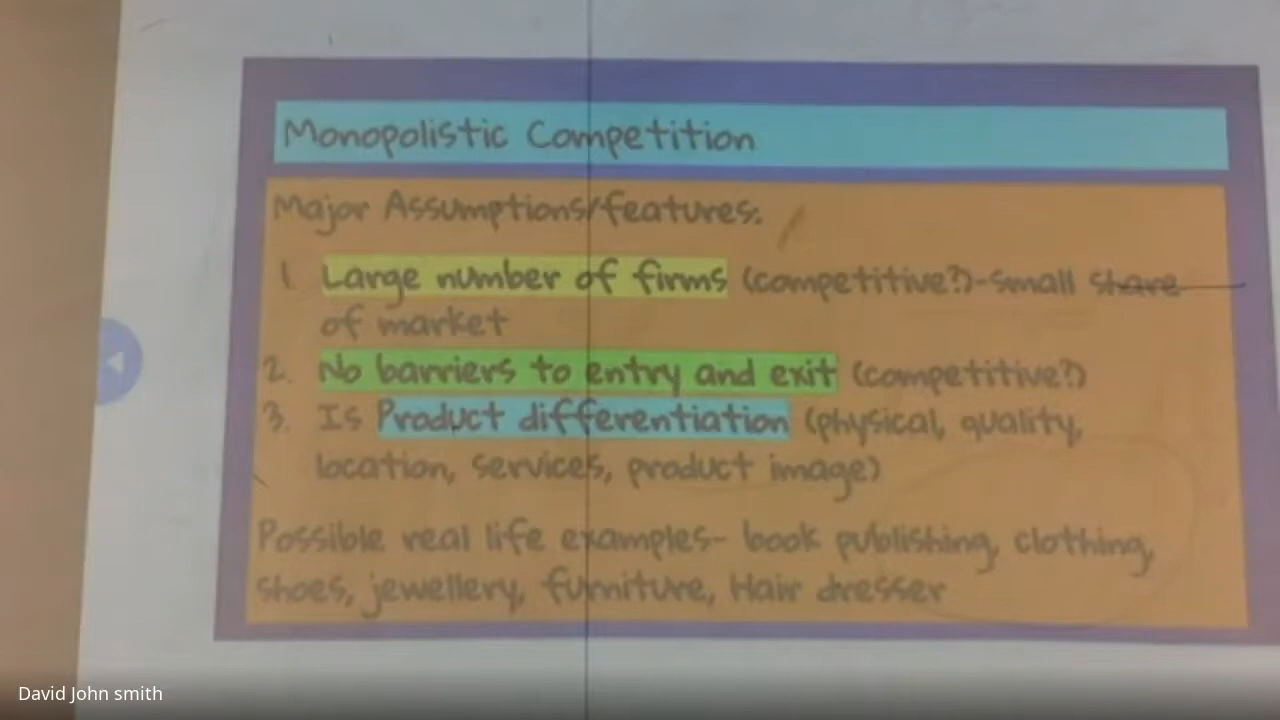 Monopolistic Competition
Major Assumptions/features:
1. Large number of firms (competitive?)-small share
of market
2. No barriers to entry and exit (competitive?)
3. Is Product differentiation (physical, quality,
location, services, product image)
Possible real life examples- book publishing, clothing,
shoes, jewellery, furniture, Hair dresser
David John smith